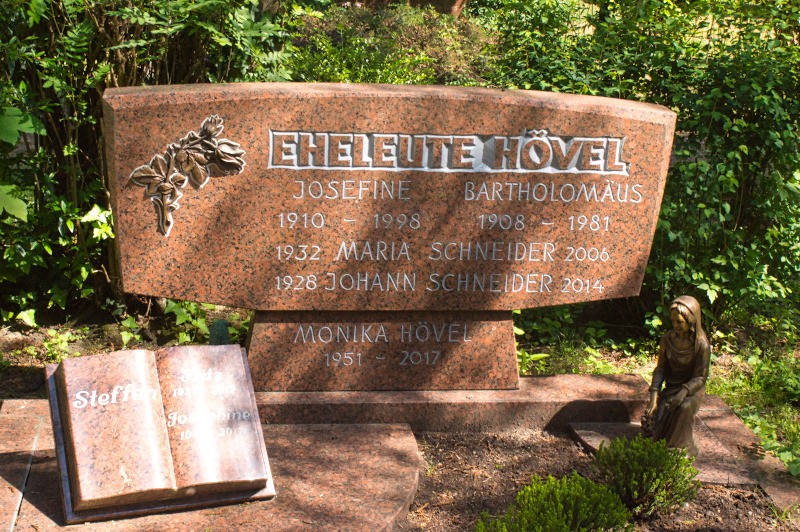 EHELEUTE HÖVEL
JOSEFINE BARTHOLOMÄUS
1910 – 1998 1908 – 1981
1932 MARIA SCHNEIDER 2006
1928 JOHANN SCHNEIDER 2014
MONIKA HÖVEL
1951 – 2017
Steffen
Fritz
Josephine